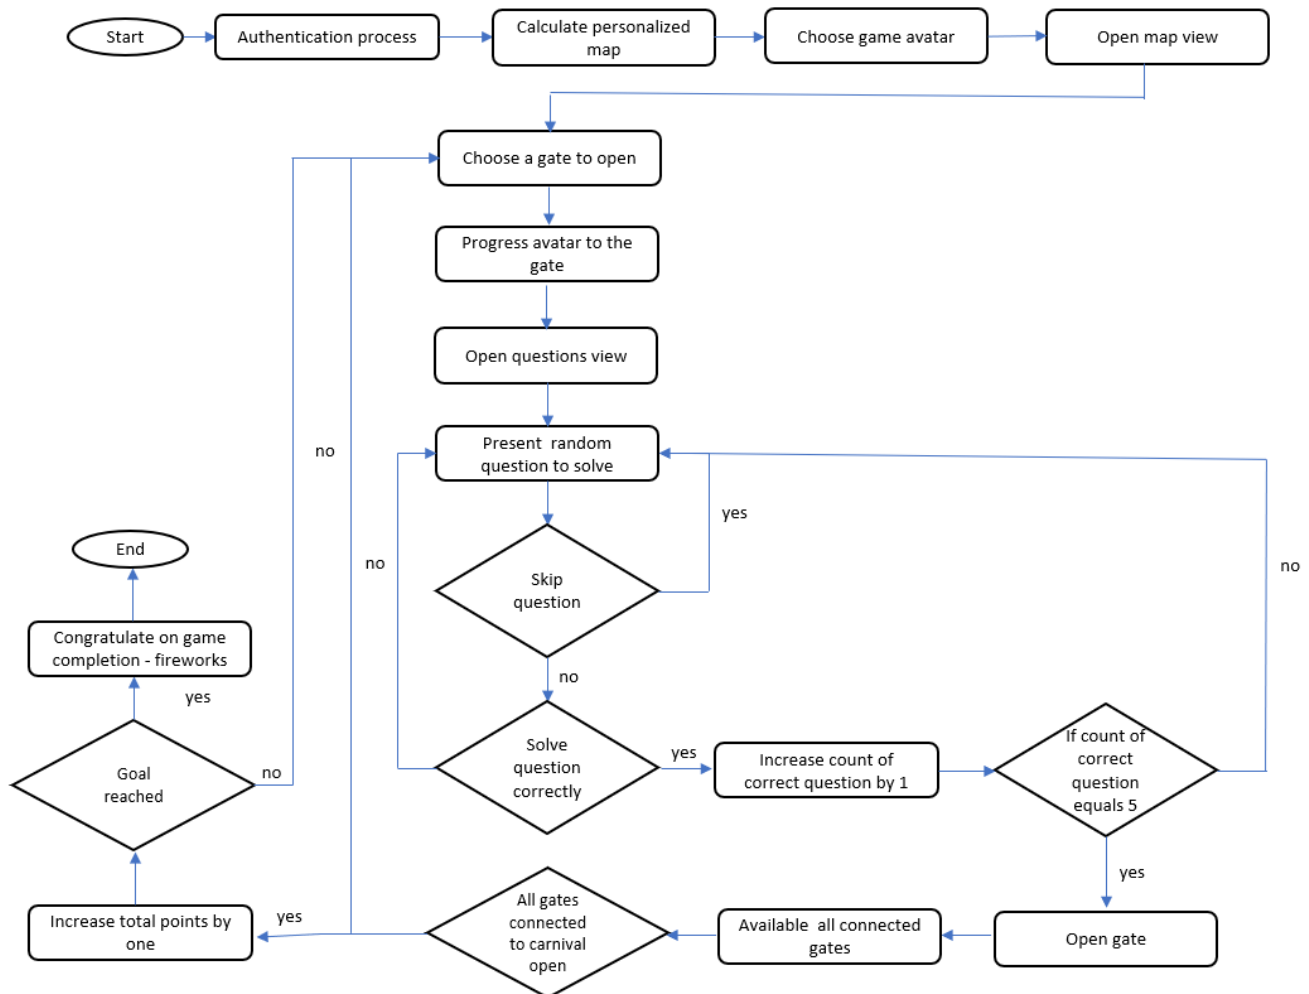 Start
Authentication process
Calculate personalized
map
Choose game avatar
Open map view
Choose a gate to open
Progress avatar to the
gate
Open questions view
no
Present  random
question to solve
yes
End
no
no
Skip
question
Congratulate on game
completion - fireworks
no
yes
Goal
reached
no
Solve
question
correctly
yes
Increase count of
correct question by 1
If count of
correct
question
equals 5
yes
Increase total points by
one
yes
All gates
connected
to carnival
open
Available  all connected
gates
Open gate